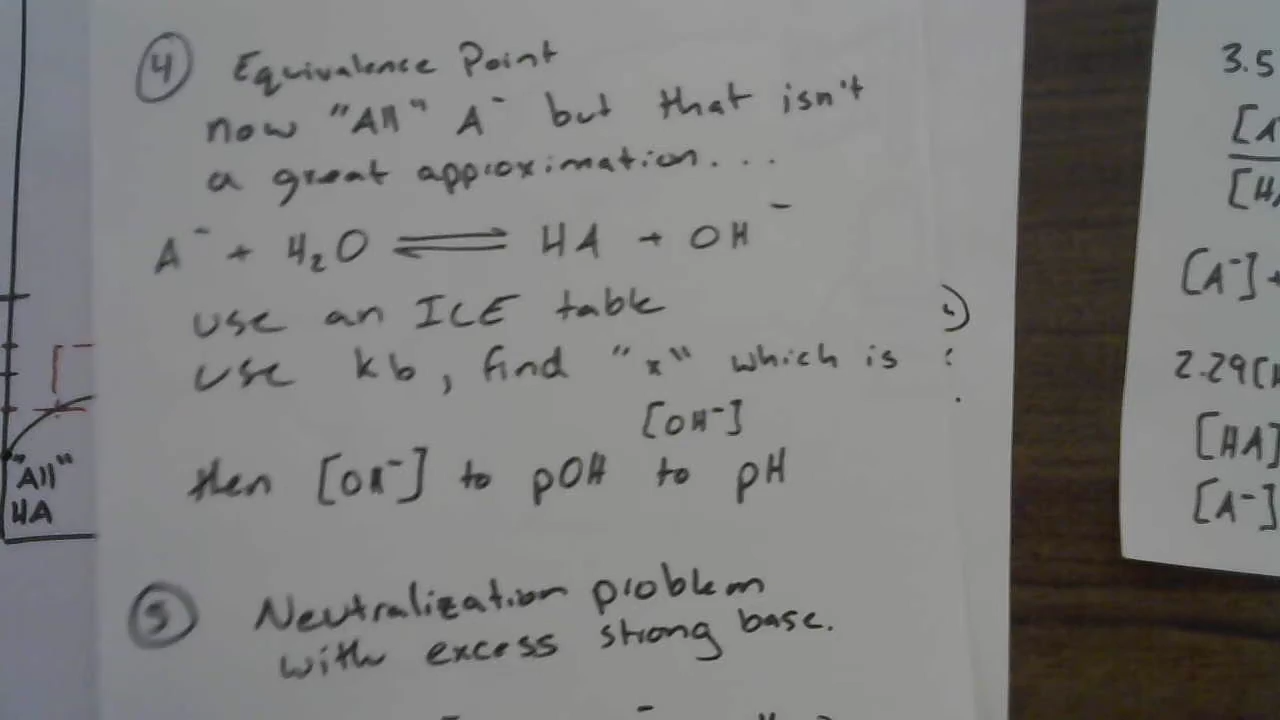 ④ Equivalence Point
now "All" A⁻ but that isn't
a great approximation...
A⁻ + H₂O ⇌ HA + OH⁻
use an ICE table
use kb, find "x" which is
[OH⁻]
then [OH⁻] to pOH to pH
⑤ Neutralization problem
with excess strong base.
"All"
HA
3.5
[A
[HA
[A⁻]+
2.29[H
[HA]
[A⁻]